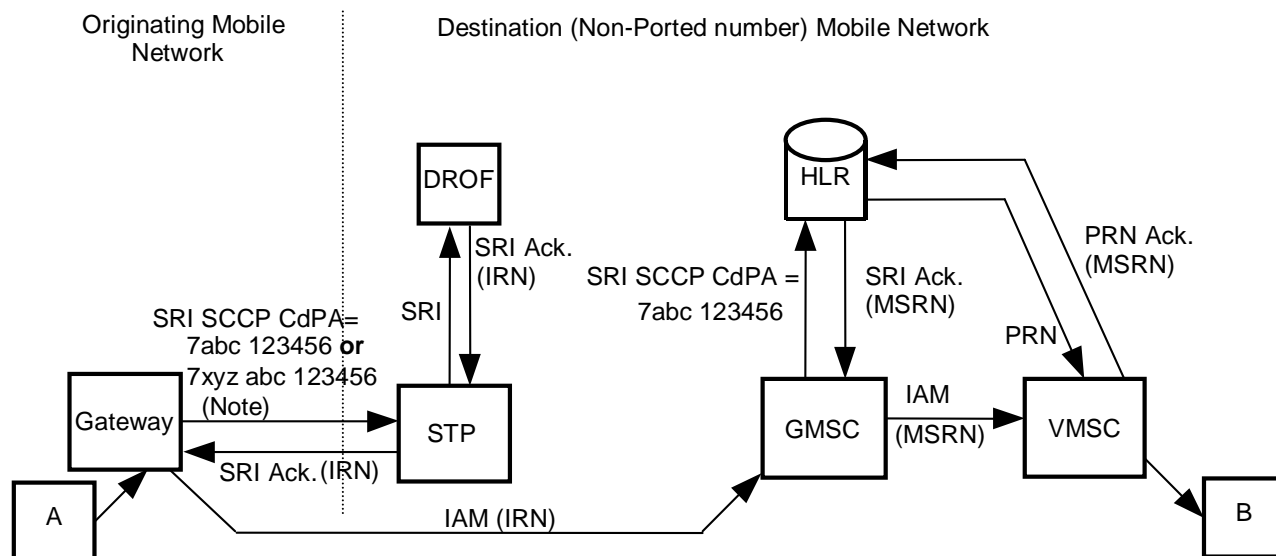 Originating Mobile
Network
Destination (Non-Ported number) Mobile Network
DROF
HLR
SRI Ack.
(IRN)
SRI
SRI SCCP CdPA =
7abc 123456
SRI Ack.
(MSRN)
PRN Ack.
(MSRN)
PRN
SRI SCCP CdPA=
7abc 123456 or
7xyz abc 123456
(Note)
Gateway
STP
SRI Ack. (IRN)
GMSC
IAM
(MSRN)
VMSC
A
IAM (IRN)
B